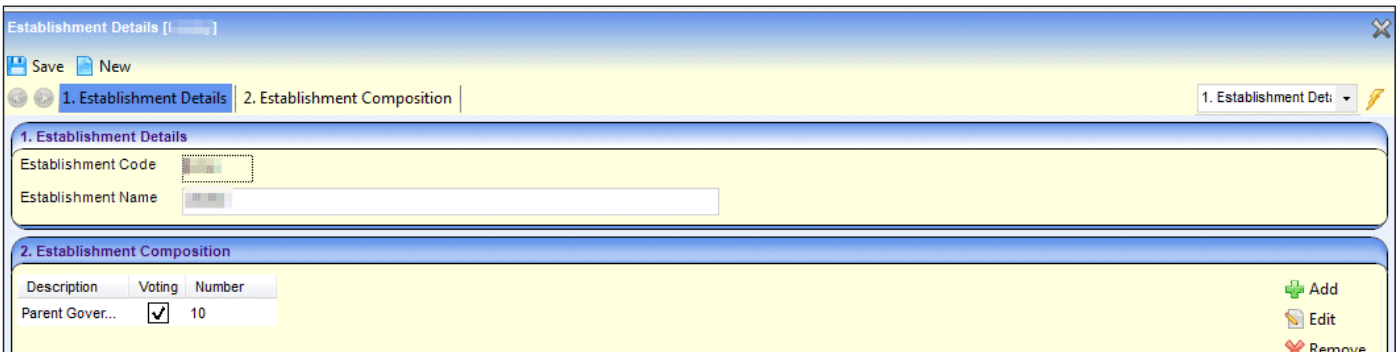 Establishment Details [
]
Save New
1. Establishment Details 2. Establishment Composition 1. Establishment Det
1. Establishment Details
Establishment Code
Establishment Name
2. Establishment Composition
Description Voting Number
Parent Gover... 10
Add
Edit
Remove